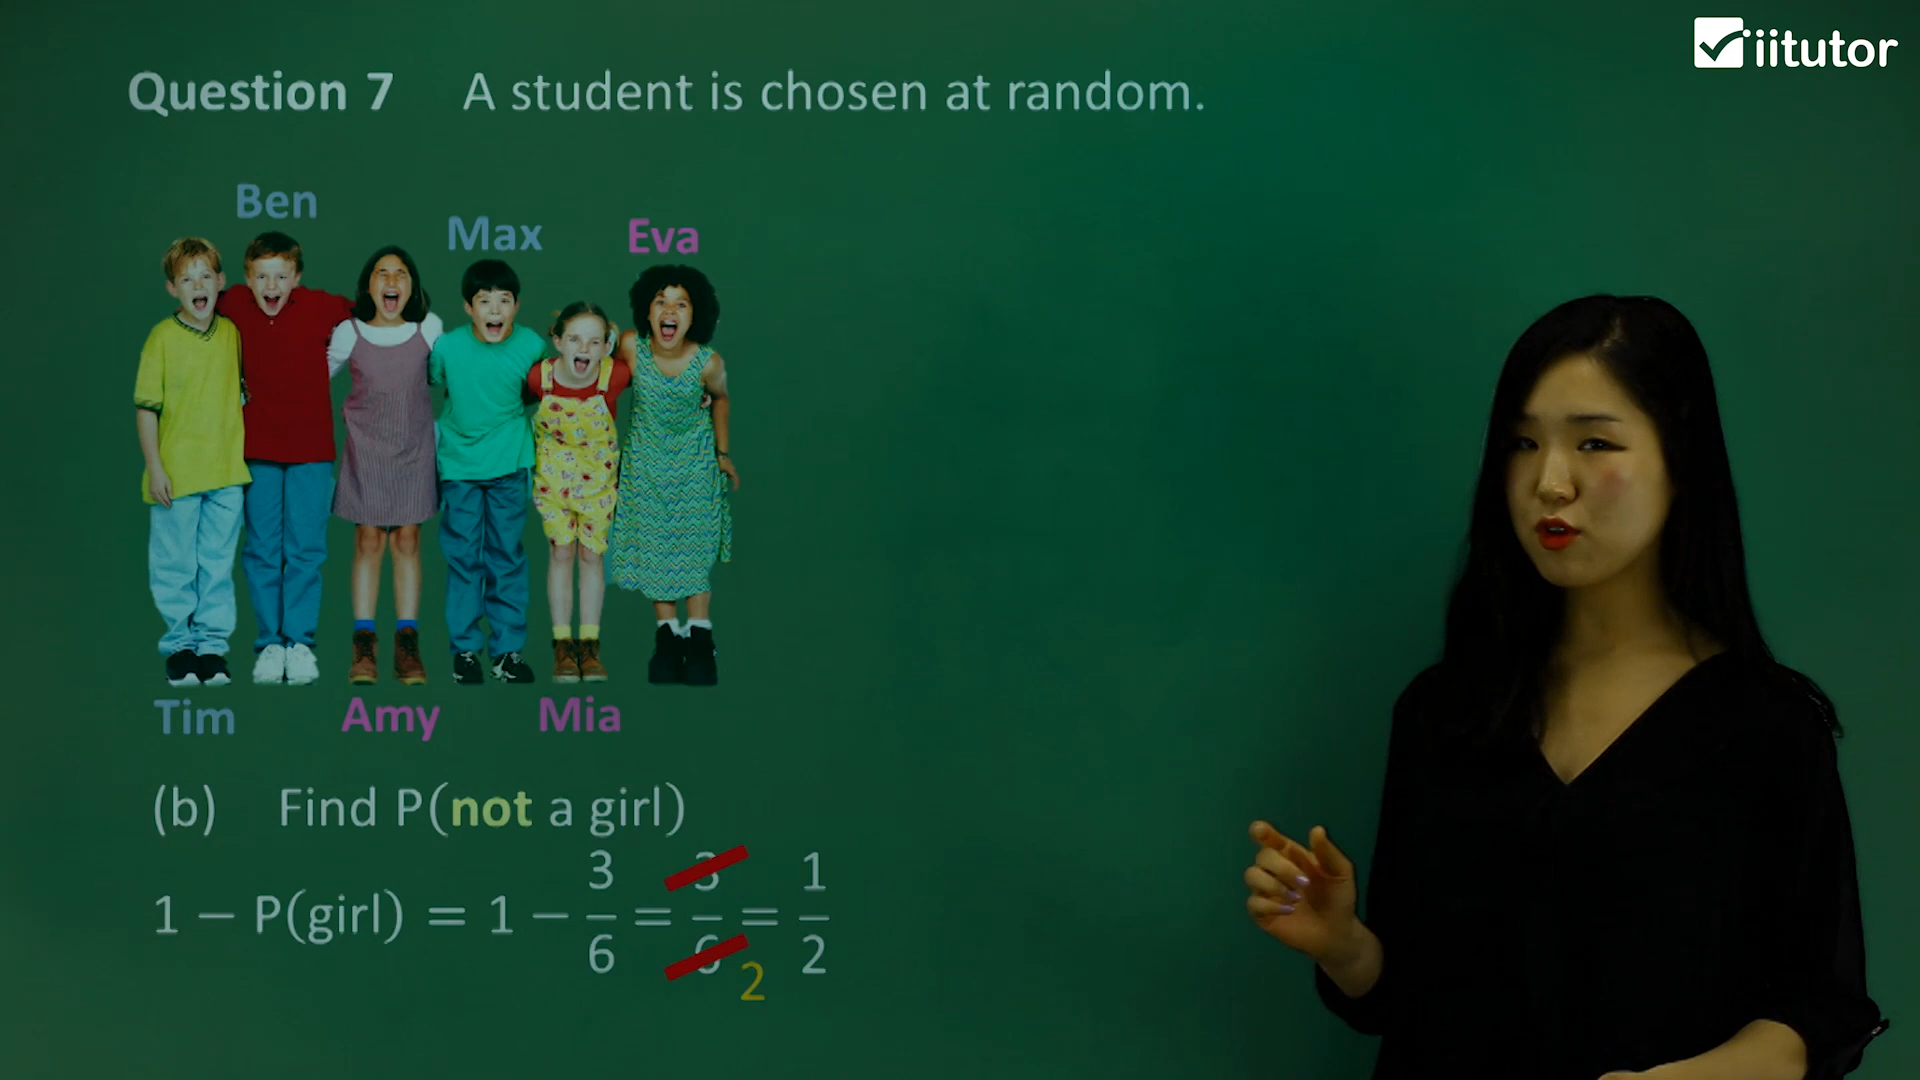 iitutor
Question 7 A student is chosen at random.
Ben
Max
Eva
Tim
Amy
Mia
(b) Find P(not a girl)
1 − P(girl) = 1 − 3/6 = 3/6 = 1/2
2